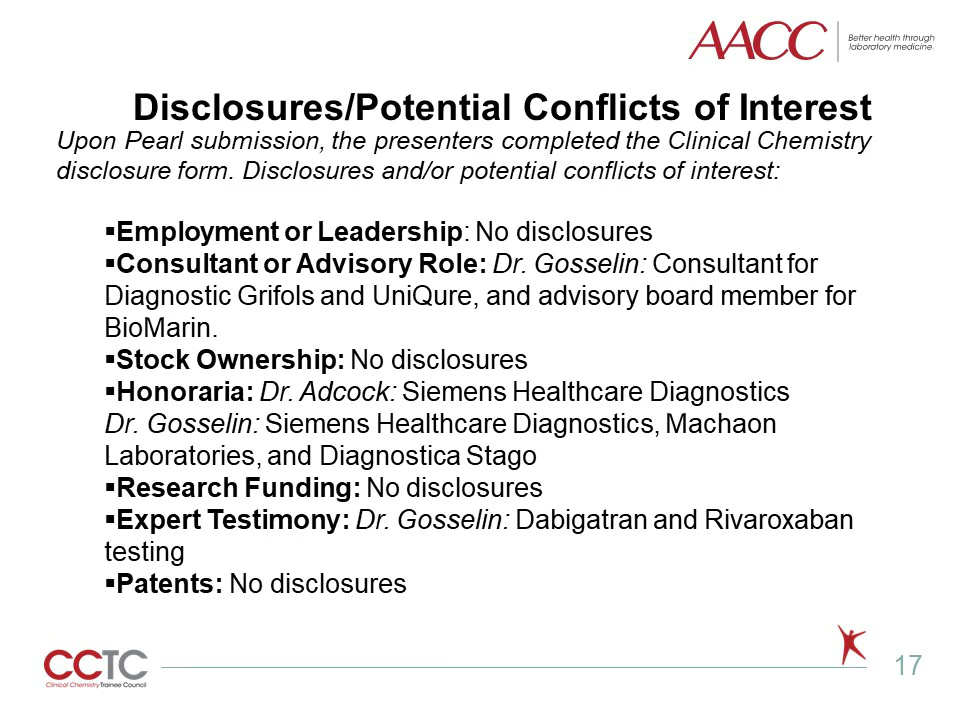 AACC
Better health through
laboratory medicine.
Disclosures/Potential Conflicts of Interest
Upon Pearl submission, the presenters completed the Clinical Chemistry
disclosure form. Disclosures and/or potential conflicts of interest:
▪Employment or Leadership: No disclosures
▪Consultant or Advisory Role: Dr. Gosselin: Consultant for
Diagnostic Grifols and UniQure, and advisory board member for
BioMarin.
▪Stock Ownership: No disclosures
▪Honoraria: Dr. Adcock: Siemens Healthcare Diagnostics
Dr. Gosselin: Siemens Healthcare Diagnostics, Machaon
Laboratories, and Diagnostica Stago
▪Research Funding: No disclosures
▪Expert Testimony: Dr. Gosselin: Dabigatran and Rivaroxaban
testing
▪Patents: No disclosures
CCTC
Clinical Chemistry Trainee Council
17